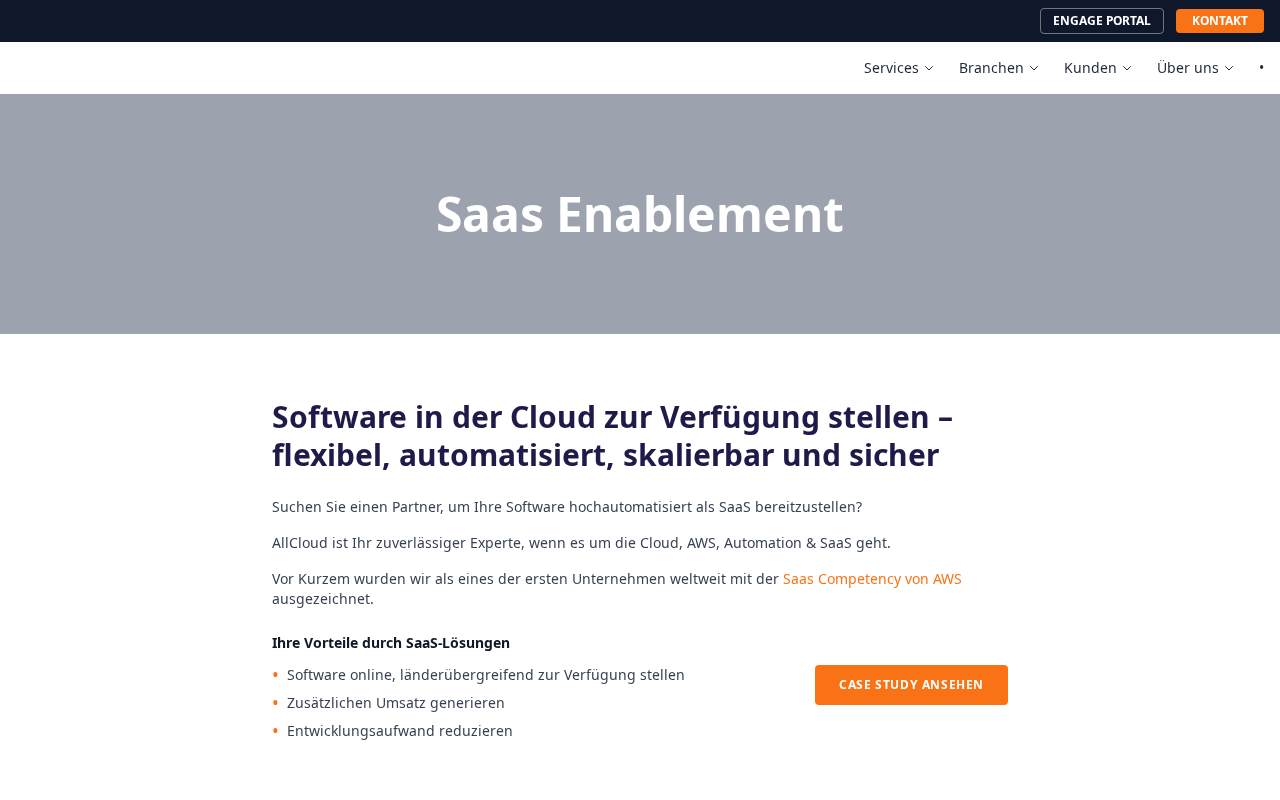 ENGAGE PORTAL KONTAKT
Services Branchen Kunden Über uns •
Saas Enablement
Software in der Cloud zur Verfügung stellen –
flexibel, automatisiert, skalierbar und sicher
Suchen Sie einen Partner, um Ihre Software hochautomatisiert als SaaS bereitzustellen?
AllCloud ist Ihr zuverlässiger Experte, wenn es um die Cloud, AWS, Automation & SaaS geht.
Vor Kurzem wurden wir als eines der ersten Unternehmen weltweit mit der Saas Competency von AWS
ausgezeichnet.
Ihre Vorteile durch SaaS-Lösungen
• Software online, länderübergreifend zur Verfügung stellen
CASE STUDY ANSEHEN
• Zusätzlichen Umsatz generieren
• Entwicklungsaufwand reduzieren